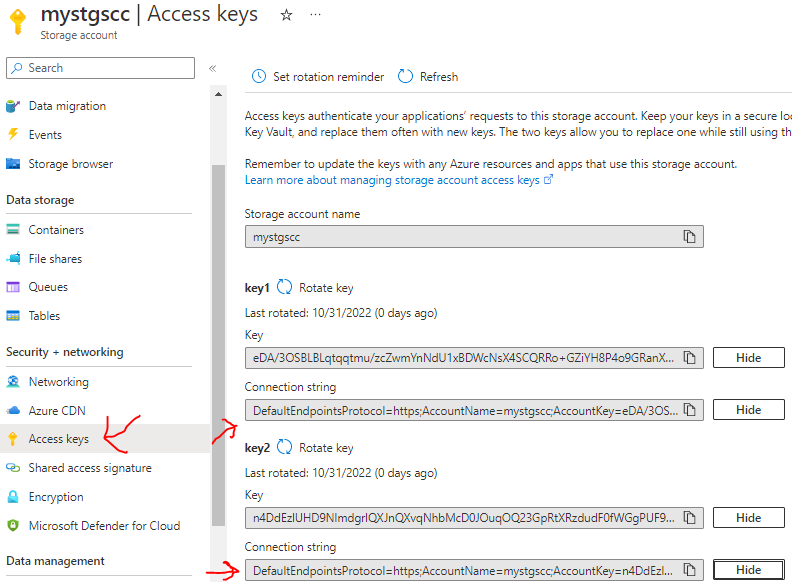 mystgscc | Access keys
Storage account
Search
«
Data migration
Events
Storage browser
Data storage
Containers
File shares
Queues
Tables
Security + networking
Networking
Azure CDN
Access keys
Shared access signature
Encryption
Microsoft Defender for Cloud
Data management
Set rotation reminder Refresh
Access keys authenticate your applications' requests to this storage account. Keep your keys in a secure
Key Vault, and replace them often with new keys. The two keys allow you to replace one while still using
Remember to update the keys with any Azure resources and apps that use this storage account.
Learn more about managing storage account access keys
Storage account name
mystgscc
key1 Rotate key
Last rotated: 10/31/2022 (0 days ago)
Key
eDA/3OSBLBLqtqqtmu/zcZwmYnNdU1xBDWcNsX4SCQRRo+GZiYH8P4o9GRanX... Hide
Connection string
DefaultEndpointsProtocol=https;AccountName=mystgscc;AccountKey=eDA/3OS... Hide
key2 Rotate key
Last rotated: 10/31/2022 (0 days ago)
Key
Hide
Connection string
DefaultEndpointsProtocol=https;AccountName=mystgscc;AccountKey=n4DdEzl... Hide